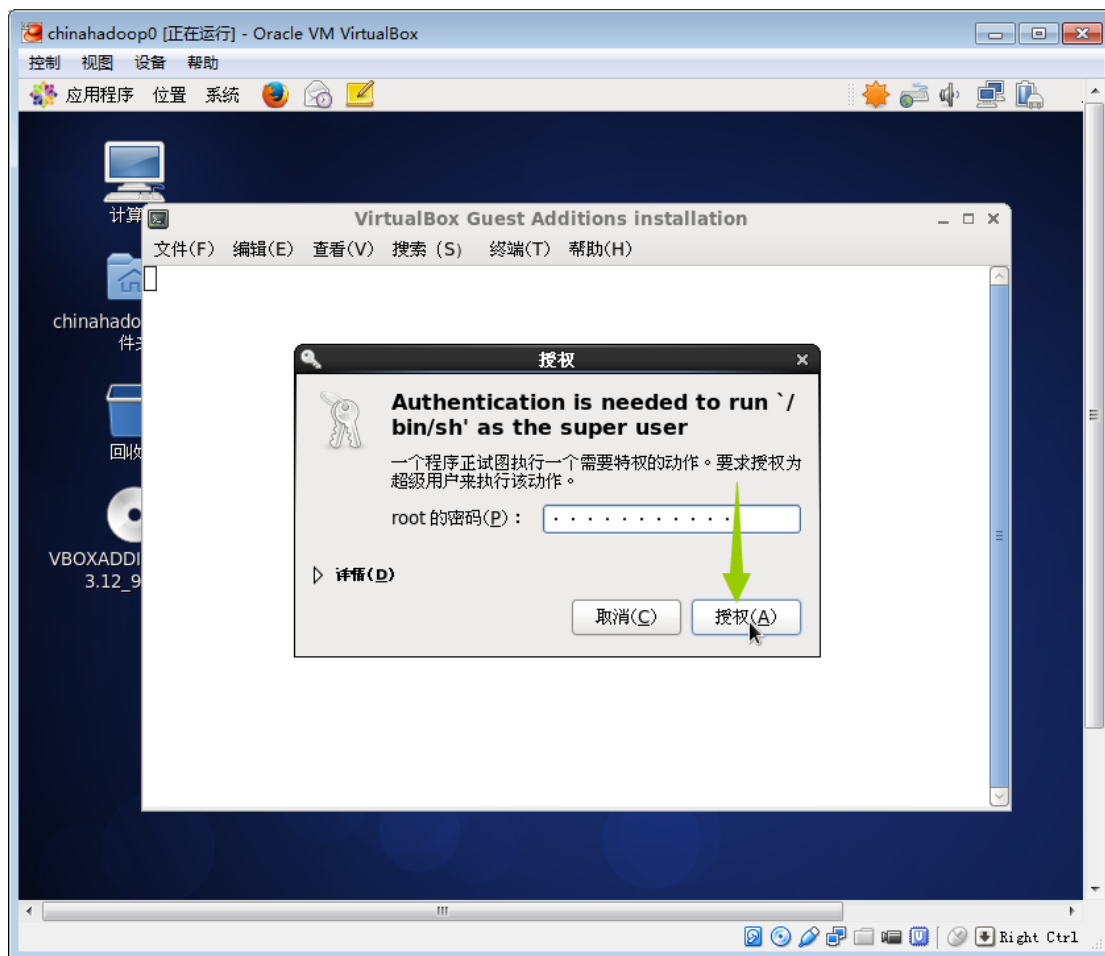 chinahadoop0 [正在运行] - Oracle VM VirtualBox
控制 视图 设备 帮助
应用程序 位置 系统
计算
VirtualBox Guest Additions installation
文件(F) 编辑(E) 查看(V) 搜索 (S) 终端(T) 帮助(H)
chinahado
件
授权
Authentication is needed to run `/
bin/sh' as the super user
一个程序正试图执行一个需要特权的动作。要求授权为
超级用户来执行该动作。
root 的密码(P)：
回收
VBOXADDI
3.12_9
详情(D)
取消(C) 授权(A)
Right Ctrl